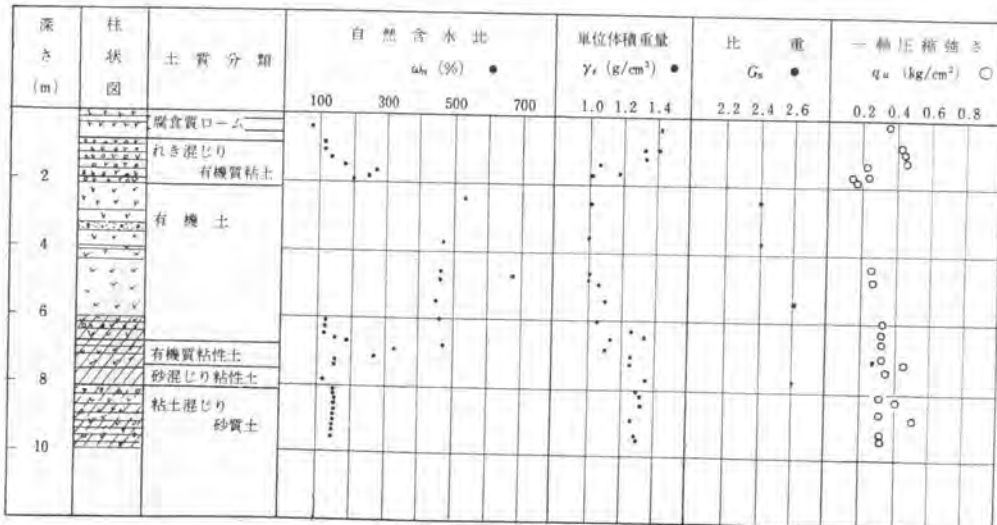 深さ(m)
柱状図
土質分類
自然含水比
ωn (%) ●
100 300 500 700
単位体積重量
γt (g/cm³) ●
1.0 1.2 1.4
比重
Gs ●
2.2 2.4 2.6
一軸圧縮強さ
qu (kg/cm²) ○
0.2 0.4 0.6 0.8
腐食質ローム
れき混じり
有機質粘土
2
有機土
4
6
有機質粘性土
砂混じり粘性土
8
粘土混じり
砂質土
10